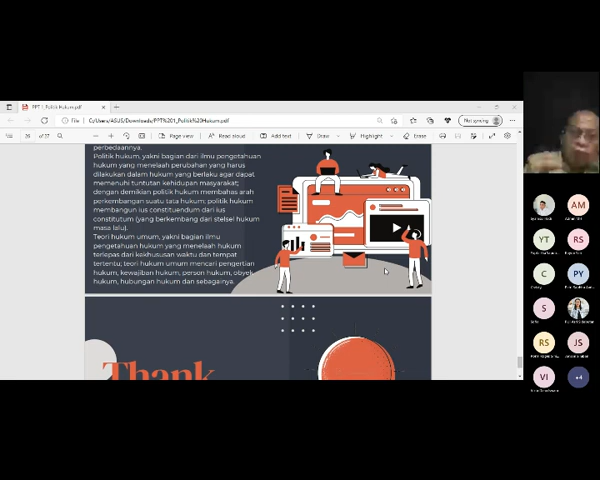 PPT 1_Politik Hukum.pdf
File
C:/Users/ASUS/Downloads/PPT%201_Politik%20Hukum.pdf
Not syncing
26 of 27
Page view
Read aloud
Add text
Draw
Highlight
Erase
perbedaannya.
Politik hukum, yakni bagian dari ilmu pengetahuan
hukum yang menelaah perubahan yang harus
dilakukan dalam hukum yang berlaku agar dapat
memenuhi tuntutan kehidupan masyarakat;
dengan demikian politik hukum membahas arah
perkembangan suatu tata hukum; politik hukum
membangun ius constituendum dari ius
constitutum (yang berkembang dari stelsel hukum
masa lalu).
Teori hukum umum, yakni bagian ilmu
pengetahuan hukum yang menelaah hukum
terlepas dari kekhususan waktu dan tempat
tertentu; teori hukum umum mencari pengertian
hukum, kewajiban hukum, person hukum, obyek
hukum, hubungan hukum dan sebagainya.
Thank
AM
YT
RS
C
PY
S
RS
JS
VI
+4